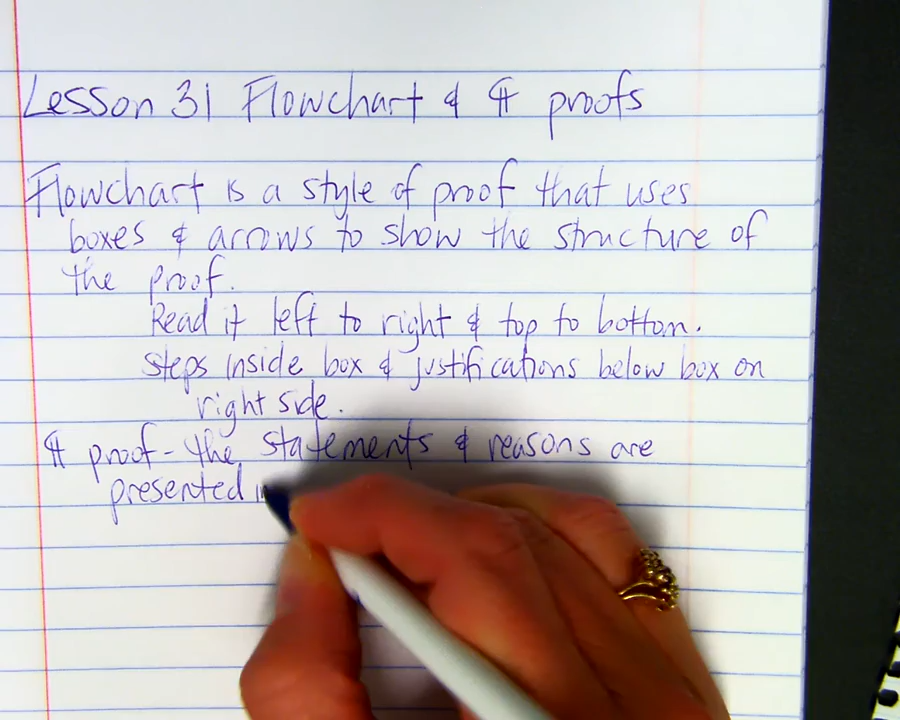 Lesson 31 Flowchart & ¶ proofs
Flowchart is a style of proof that uses
boxes & arrows to show the structure of
the proof.
Read it left to right & top to bottom.
Steps inside box & justifications below box on
right side.
¶ proof - the statements & reasons are
presented